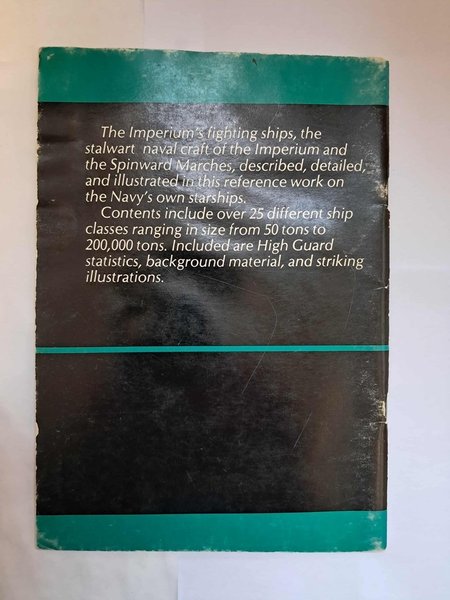 The Imperium's fighting ships, the
stalwart naval craft of the Imperium and
the Spinward Marches, described, detailed,
and illustrated in this reference work on
the Navy's own starships.
Contents include over 25 different ship
classes ranging in size from 50 tons to
200,000 tons. Included are High Guard
statistics, background material, and striking
illustrations.